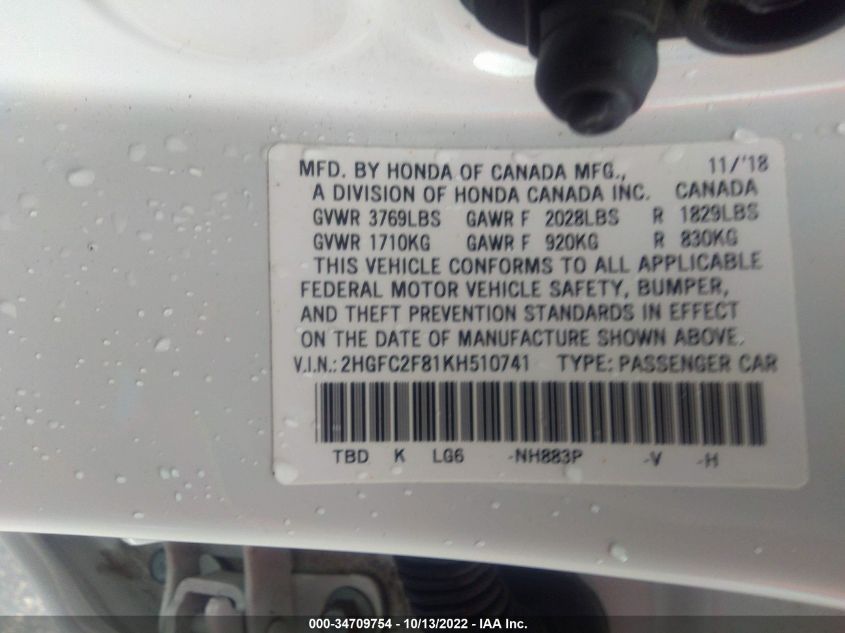 MFD. BY HONDA OF CANADA MFG., 11/'18
A DIVISION OF HONDA CANADA INC. CANADA
GVWR 3769LBS GAWR F 2028LBS R 1829LBS
GVWR 1710KG GAWR F 920KG R 830KG
THIS VEHICLE CONFORMS TO ALL APPLICABLE
FEDERAL MOTOR VEHICLE SAFETY, BUMPER,
AND THEFT PREVENTION STANDARDS IN EFFECT
ON THE DATE OF MANUFACTURE SHOWN ABOVE.
V.I.N.: 2HGFC2F81KH510741 TYPE: PASSENGER CAR
TBD K LG6 -NH883P -V -H
000-34709754 - 10/13/2022 - IAA Inc.